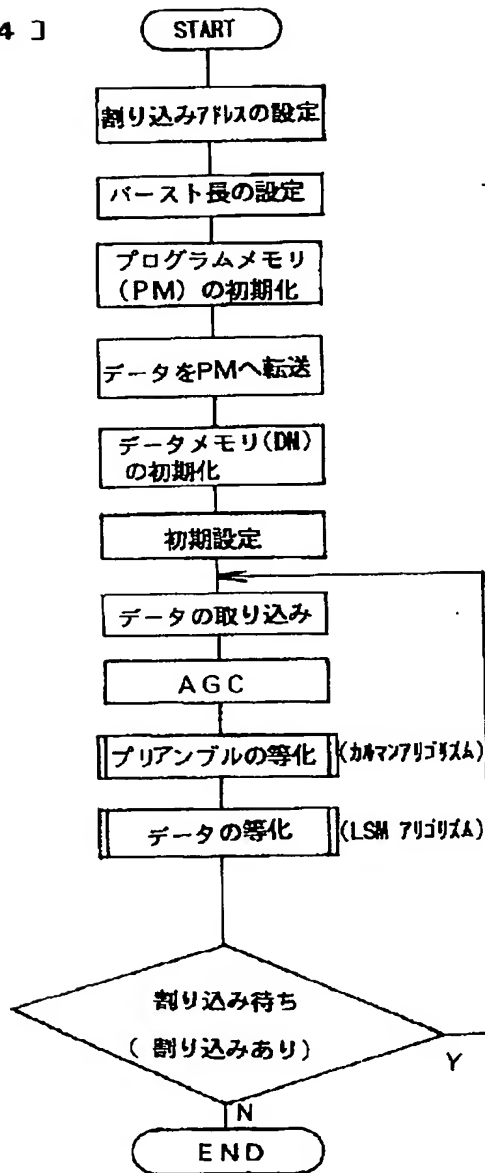 4 ]
START
割り込みアドレスの設定
バースト長の設定
プログラムメモリ
(PM) の初期化
データをPMへ転送
データメモリ(DM)
の初期化
初期設定
データの取り込み
AGC
プリアンブルの等化 (カルマンアリゴリズム)
データの等化 (LSM アリゴリズム)
割り込み待ち
( 割り込みあり)
Y
N
END